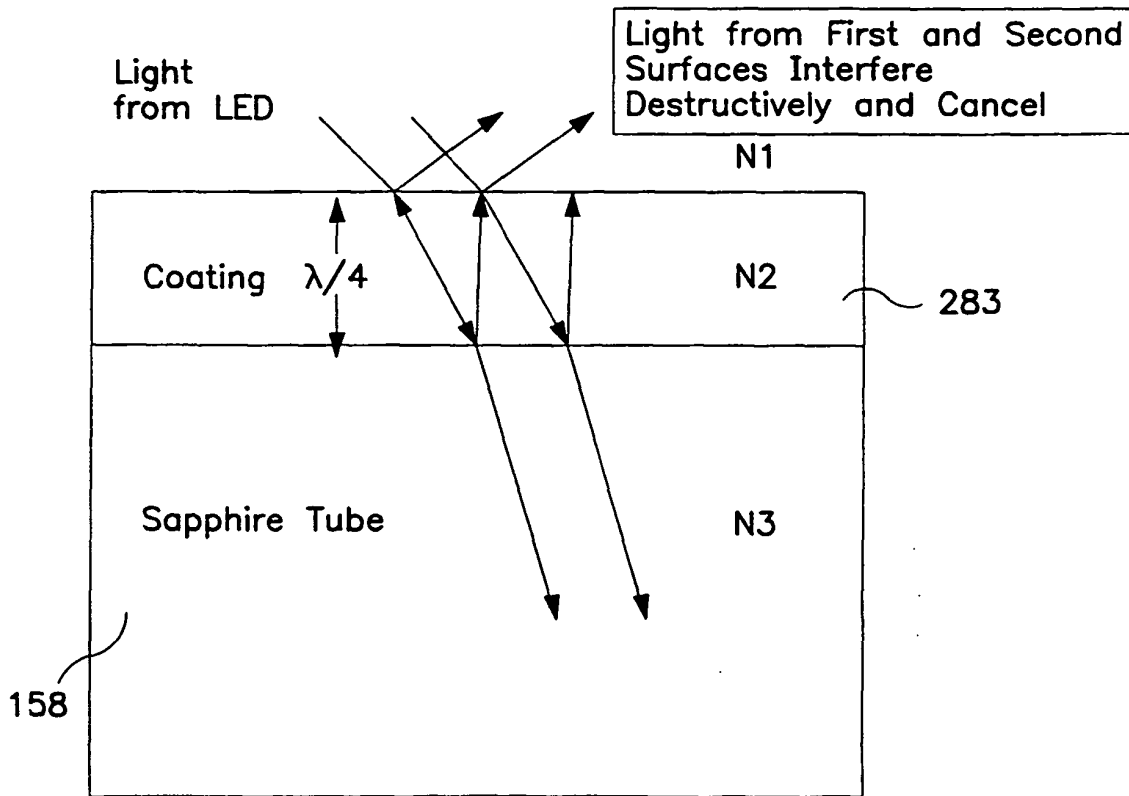 Light from First and Second
Surfaces Interfere
Destructively and Cancel
Light
from LED
N1
Coating λ/4
N2
283
Sapphire Tube
N3
158